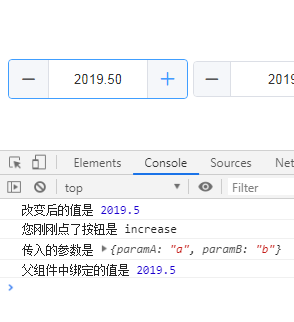 2019.50
2019.
Elements Console Sources Net
top Filter
改变后的值是 2019.5
您刚刚点了按钮是 increase
传入的参数是 ▶{paramA: "a", paramB: "b"}
父组件中绑定的值是 2019.5